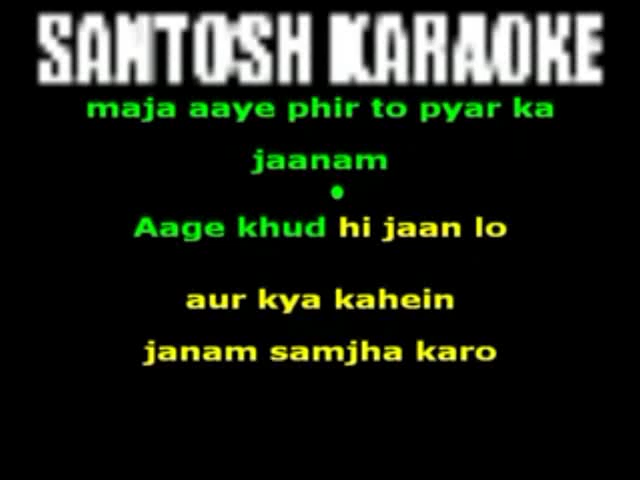 SANTOSH KARAOKE
maja aaye phir to pyar ka
jaanam
Aage khud hi jaan lo
aur kya kahein
janam samjha karo